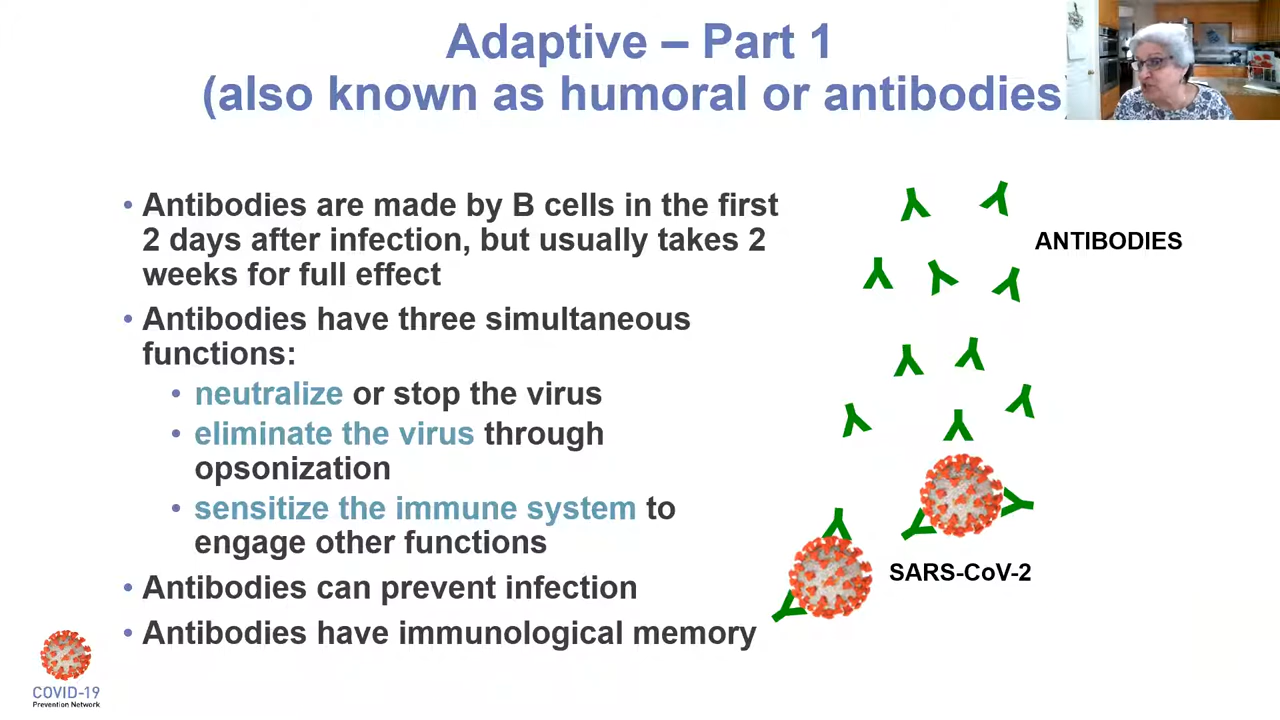 Adaptive – Part 1
(also known as humoral or antibodies
• Antibodies are made by B cells in the first
2 days after infection, but usually takes 2
weeks for full effect
• Antibodies have three simultaneous
functions:
• neutralize or stop the virus
• eliminate the virus through
opsonization
• sensitize the immune system to
engage other functions
• Antibodies can prevent infection
• Antibodies have immunological memory
ANTIBODIES
SARS-CoV-2
COVID-19
Prevention Network